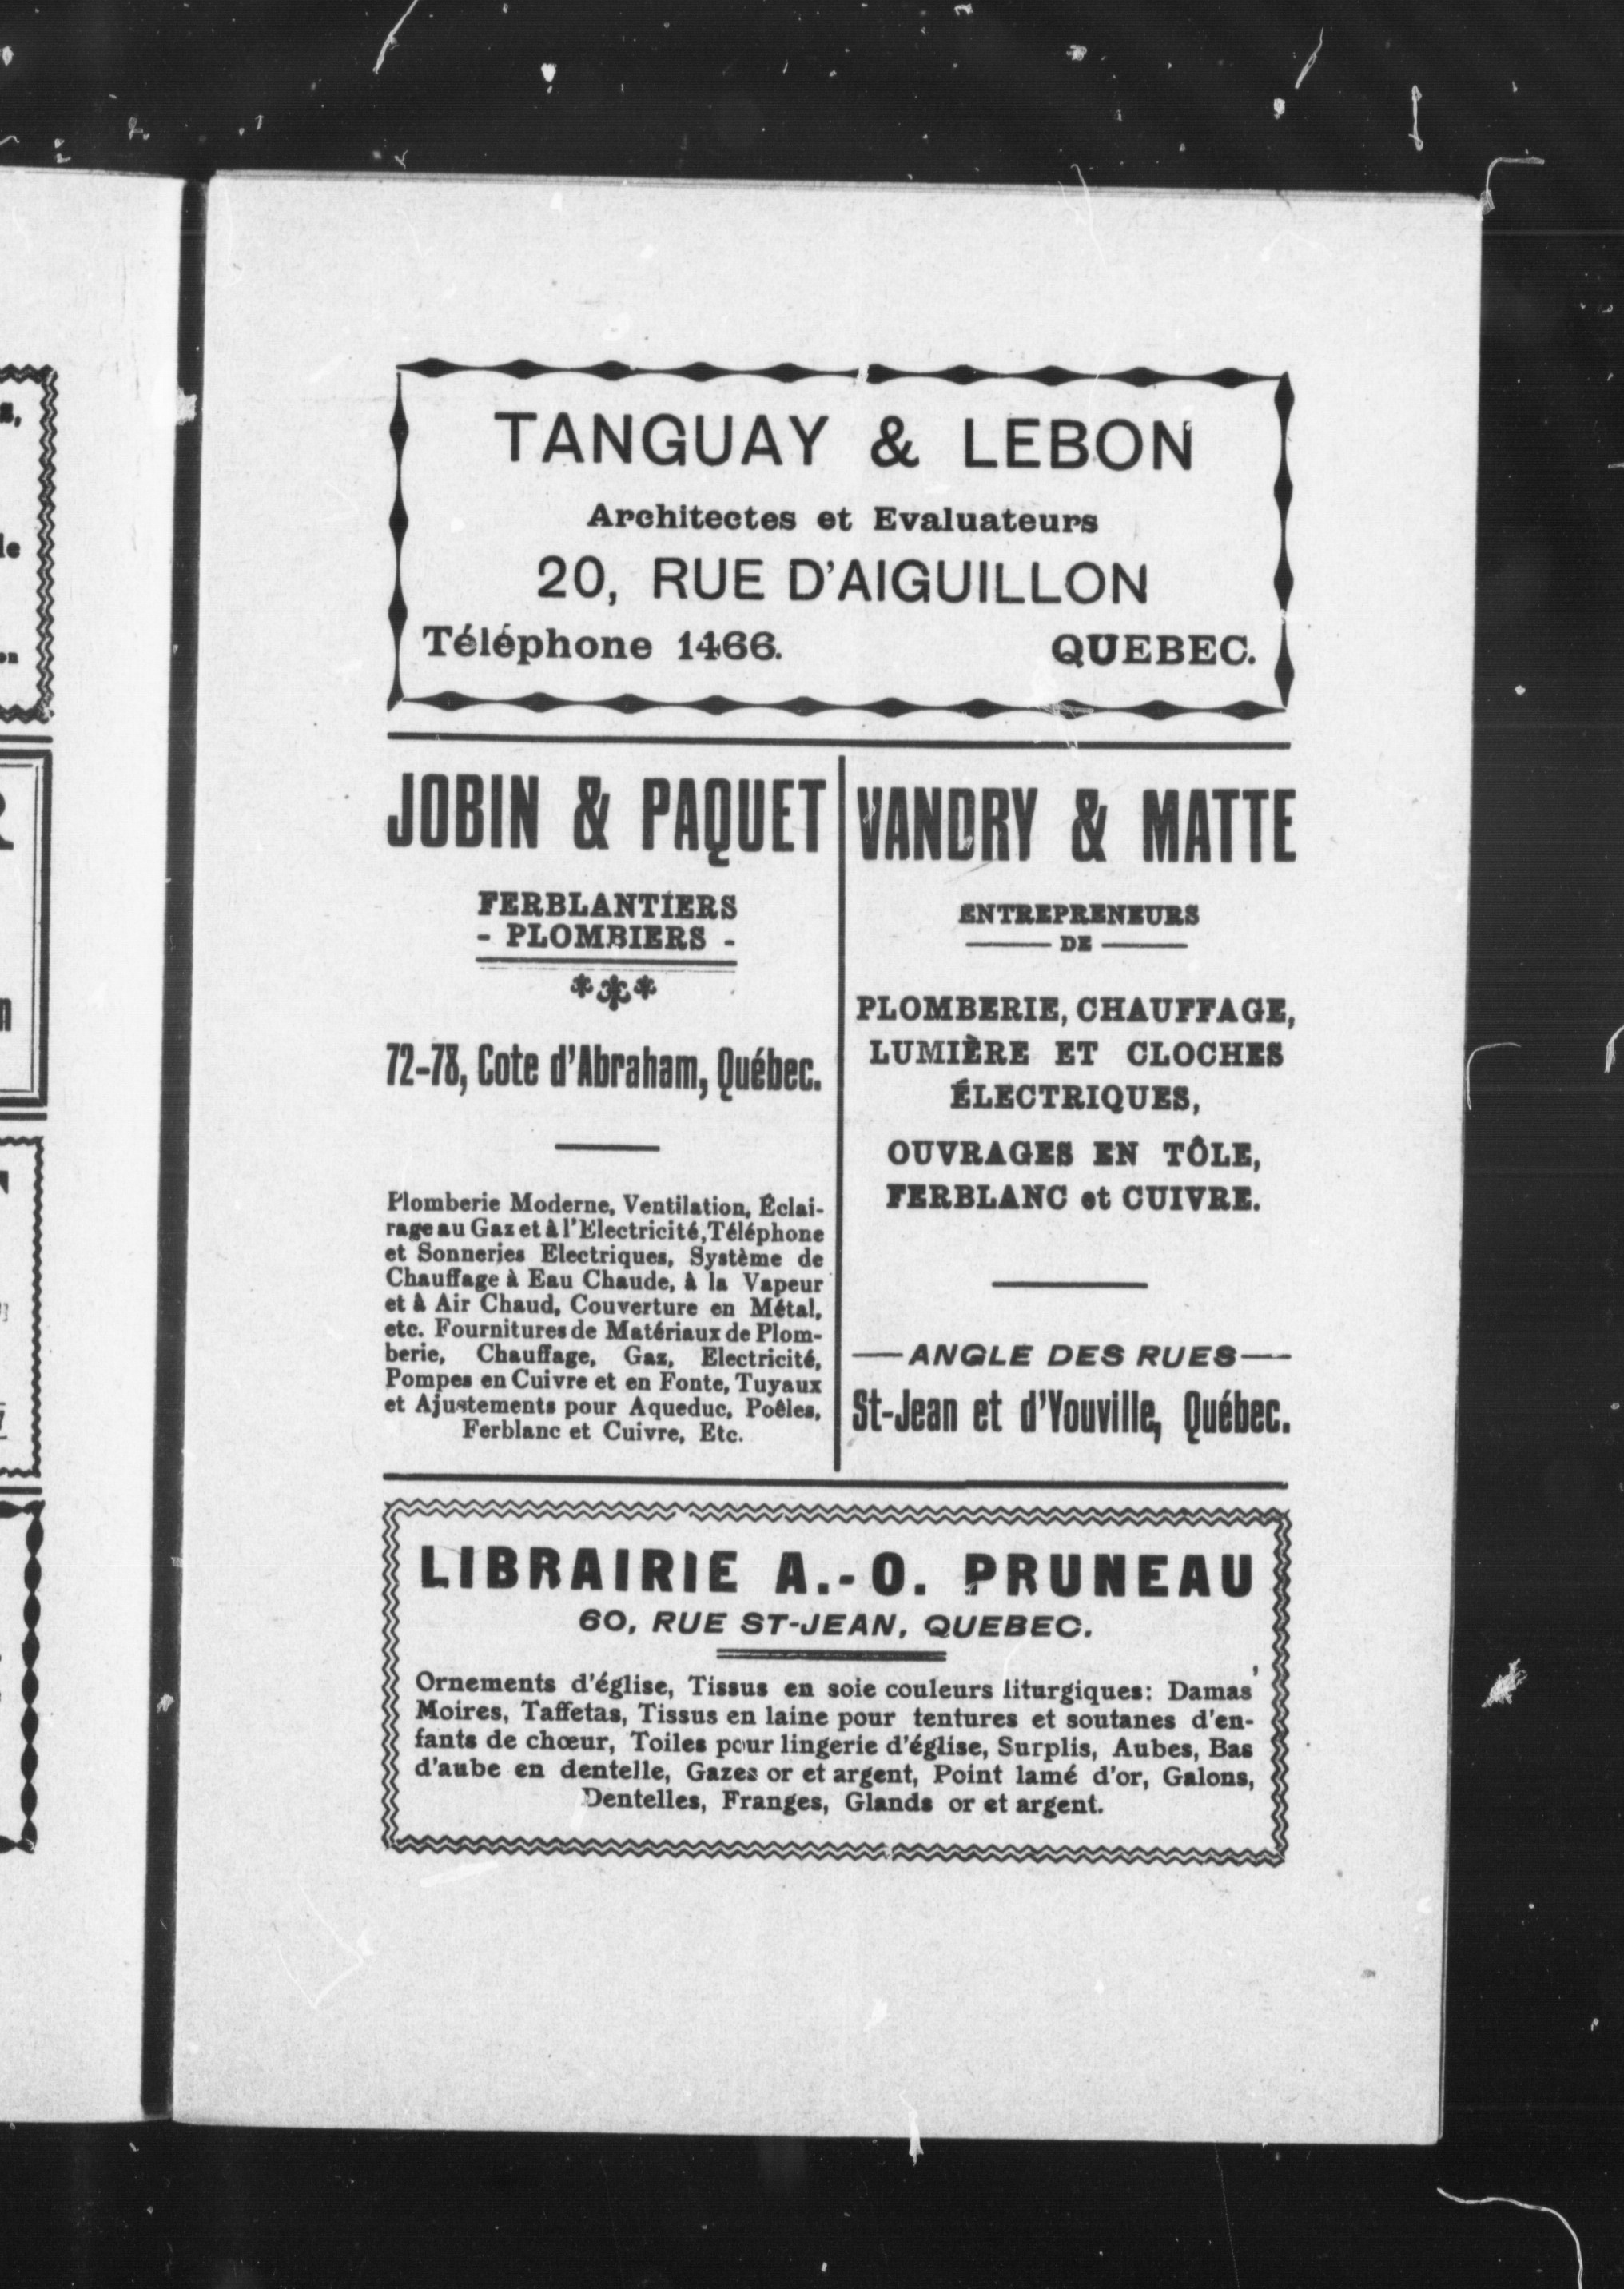 TANGUAY & LEBON
Architectes et Evaluateurs
20, RUE D'AIGUILLON
Téléphone 1466. QUEBEC.
JOBIN & PAQUET
FERBLANTIERS
- PLOMBIERS -
72-78, Cote d'Abraham, Québec.
Plomberie Moderne, Ventilation, Éclai-
rage au Gaz et à l'Electricité, Téléphone
et Sonneries Electriques, Système de
Chauffage à Eau Chaude, à la Vapeur
et à Air Chaud, Couverture en Métal,
etc. Fournitures de Matériaux de Plom-
berie, Chauffage, Gaz, Electricité,
Pompes en Cuivre et en Fonte, Tuyaux
et Ajustements pour Aqueduc, Poêles,
Ferblanc et Cuivre, Etc.
VANDRY & MATTE
ENTREPRENEURS
DE
PLOMBERIE, CHAUFFAGE,
LUMIÈRE ET CLOCHES
ÉLECTRIQUES,
OUVRAGES EN TÔLE,
FERBLANC et CUIVRE.
—ANGLE DES RUES—
St-Jean et d'Youville, Québec.
LIBRAIRIE A.-O. PRUNEAU
60, RUE ST-JEAN, QUEBEC.
Ornements d'église, Tissus en soie couleurs liturgiques: Damas'
Moires, Taffetas, Tissus en laine pour tentures et soutanes d'en-
fants de chœur, Toiles pour lingerie d'église, Surplis, Aubes, Bas
d'aube en dentelle, Gazes or et argent, Point lamé d'or, Galons,
Dentelles, Franges, Glands or et argent.